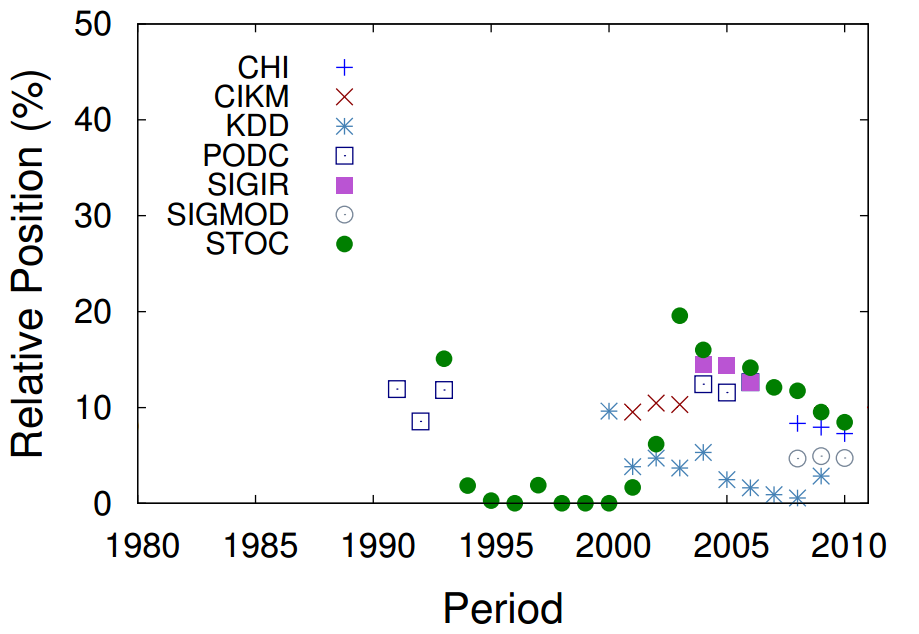 50
40
30
20
10
0
Relative Position (%)
CHI
CIKM
KDD
PODC
SIGIR
SIGMOD
STOC
1980 1985 1990 1995 2000 2005 2010
Period